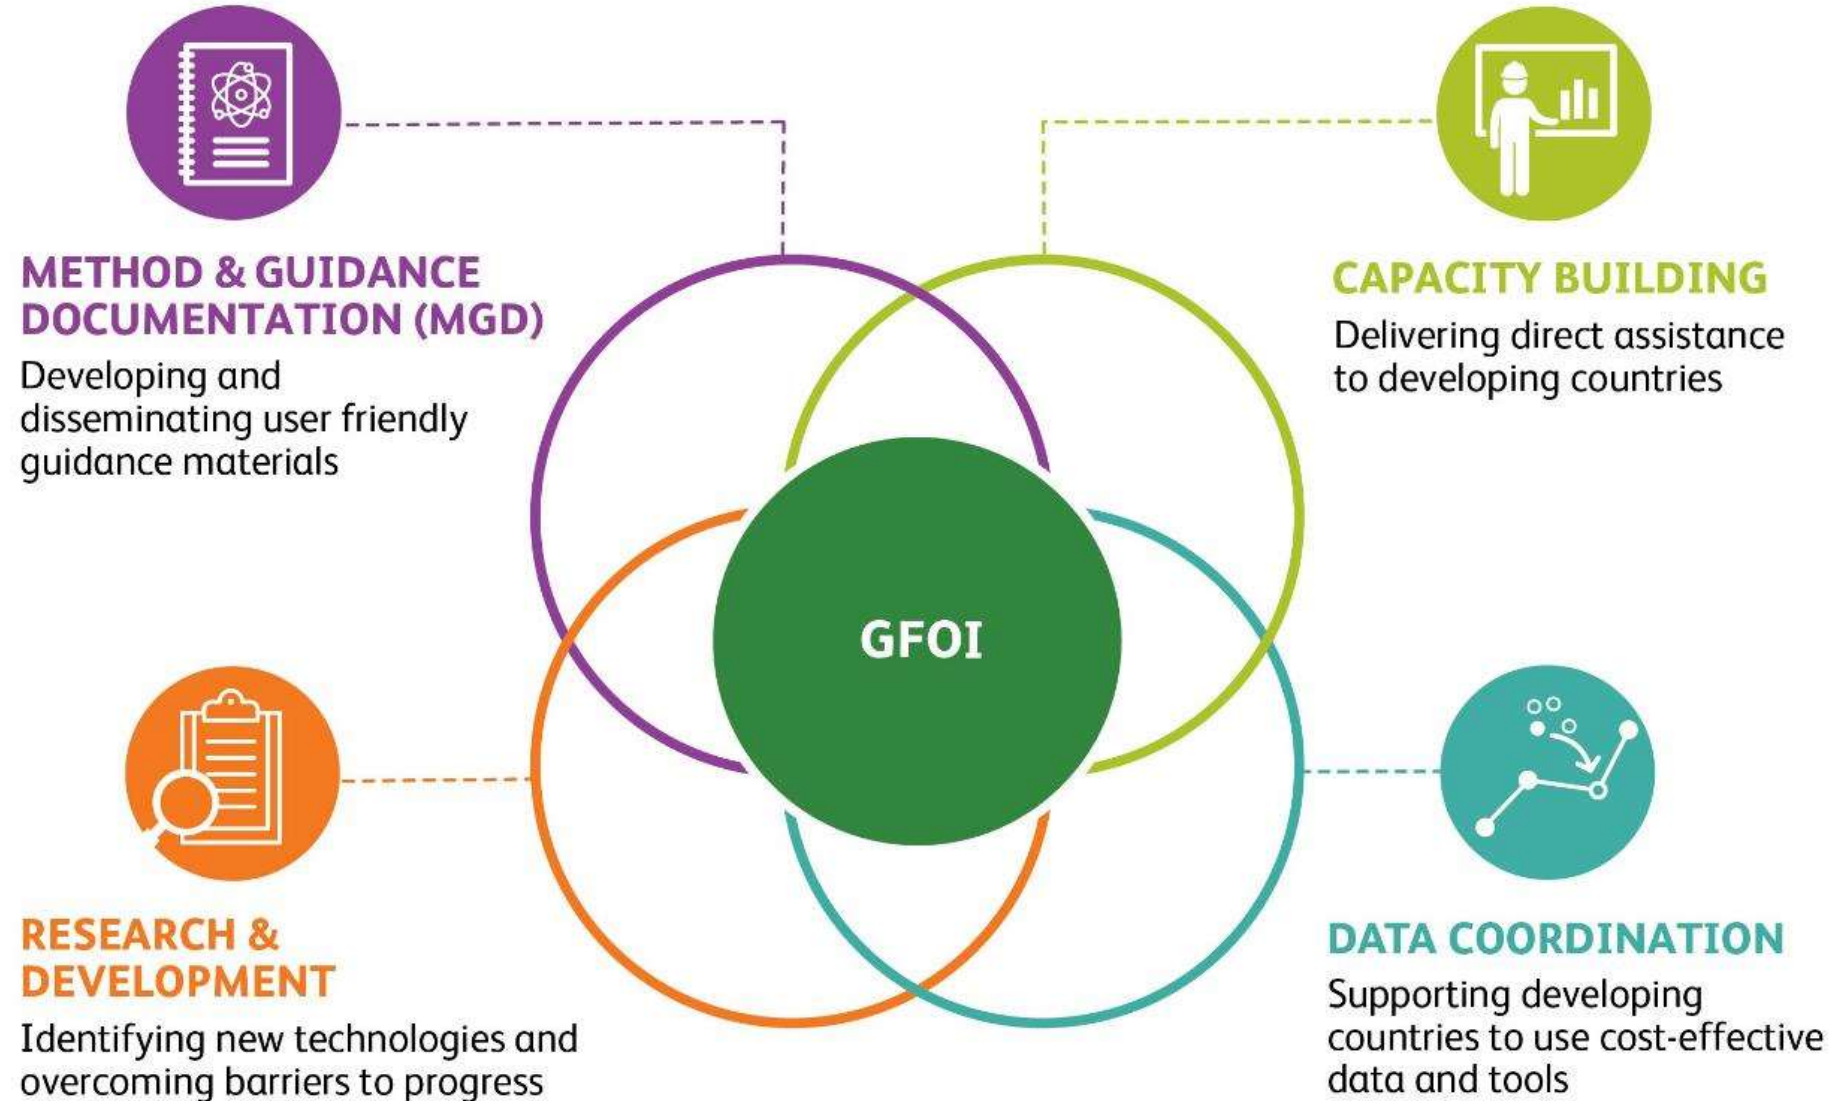 METHOD & GUIDANCE
DOCUMENTATION (MGD)
Developing and
disseminating user friendly
guidance materials
CAPACITY BUILDING
Delivering direct assistance
to developing countries
GFOI
RESEARCH &
DEVELOPMENT
Identifying new technologies and
overcoming barriers to progress
DATA COORDINATION
Supporting developing
countries to use cost-effective
data and tools